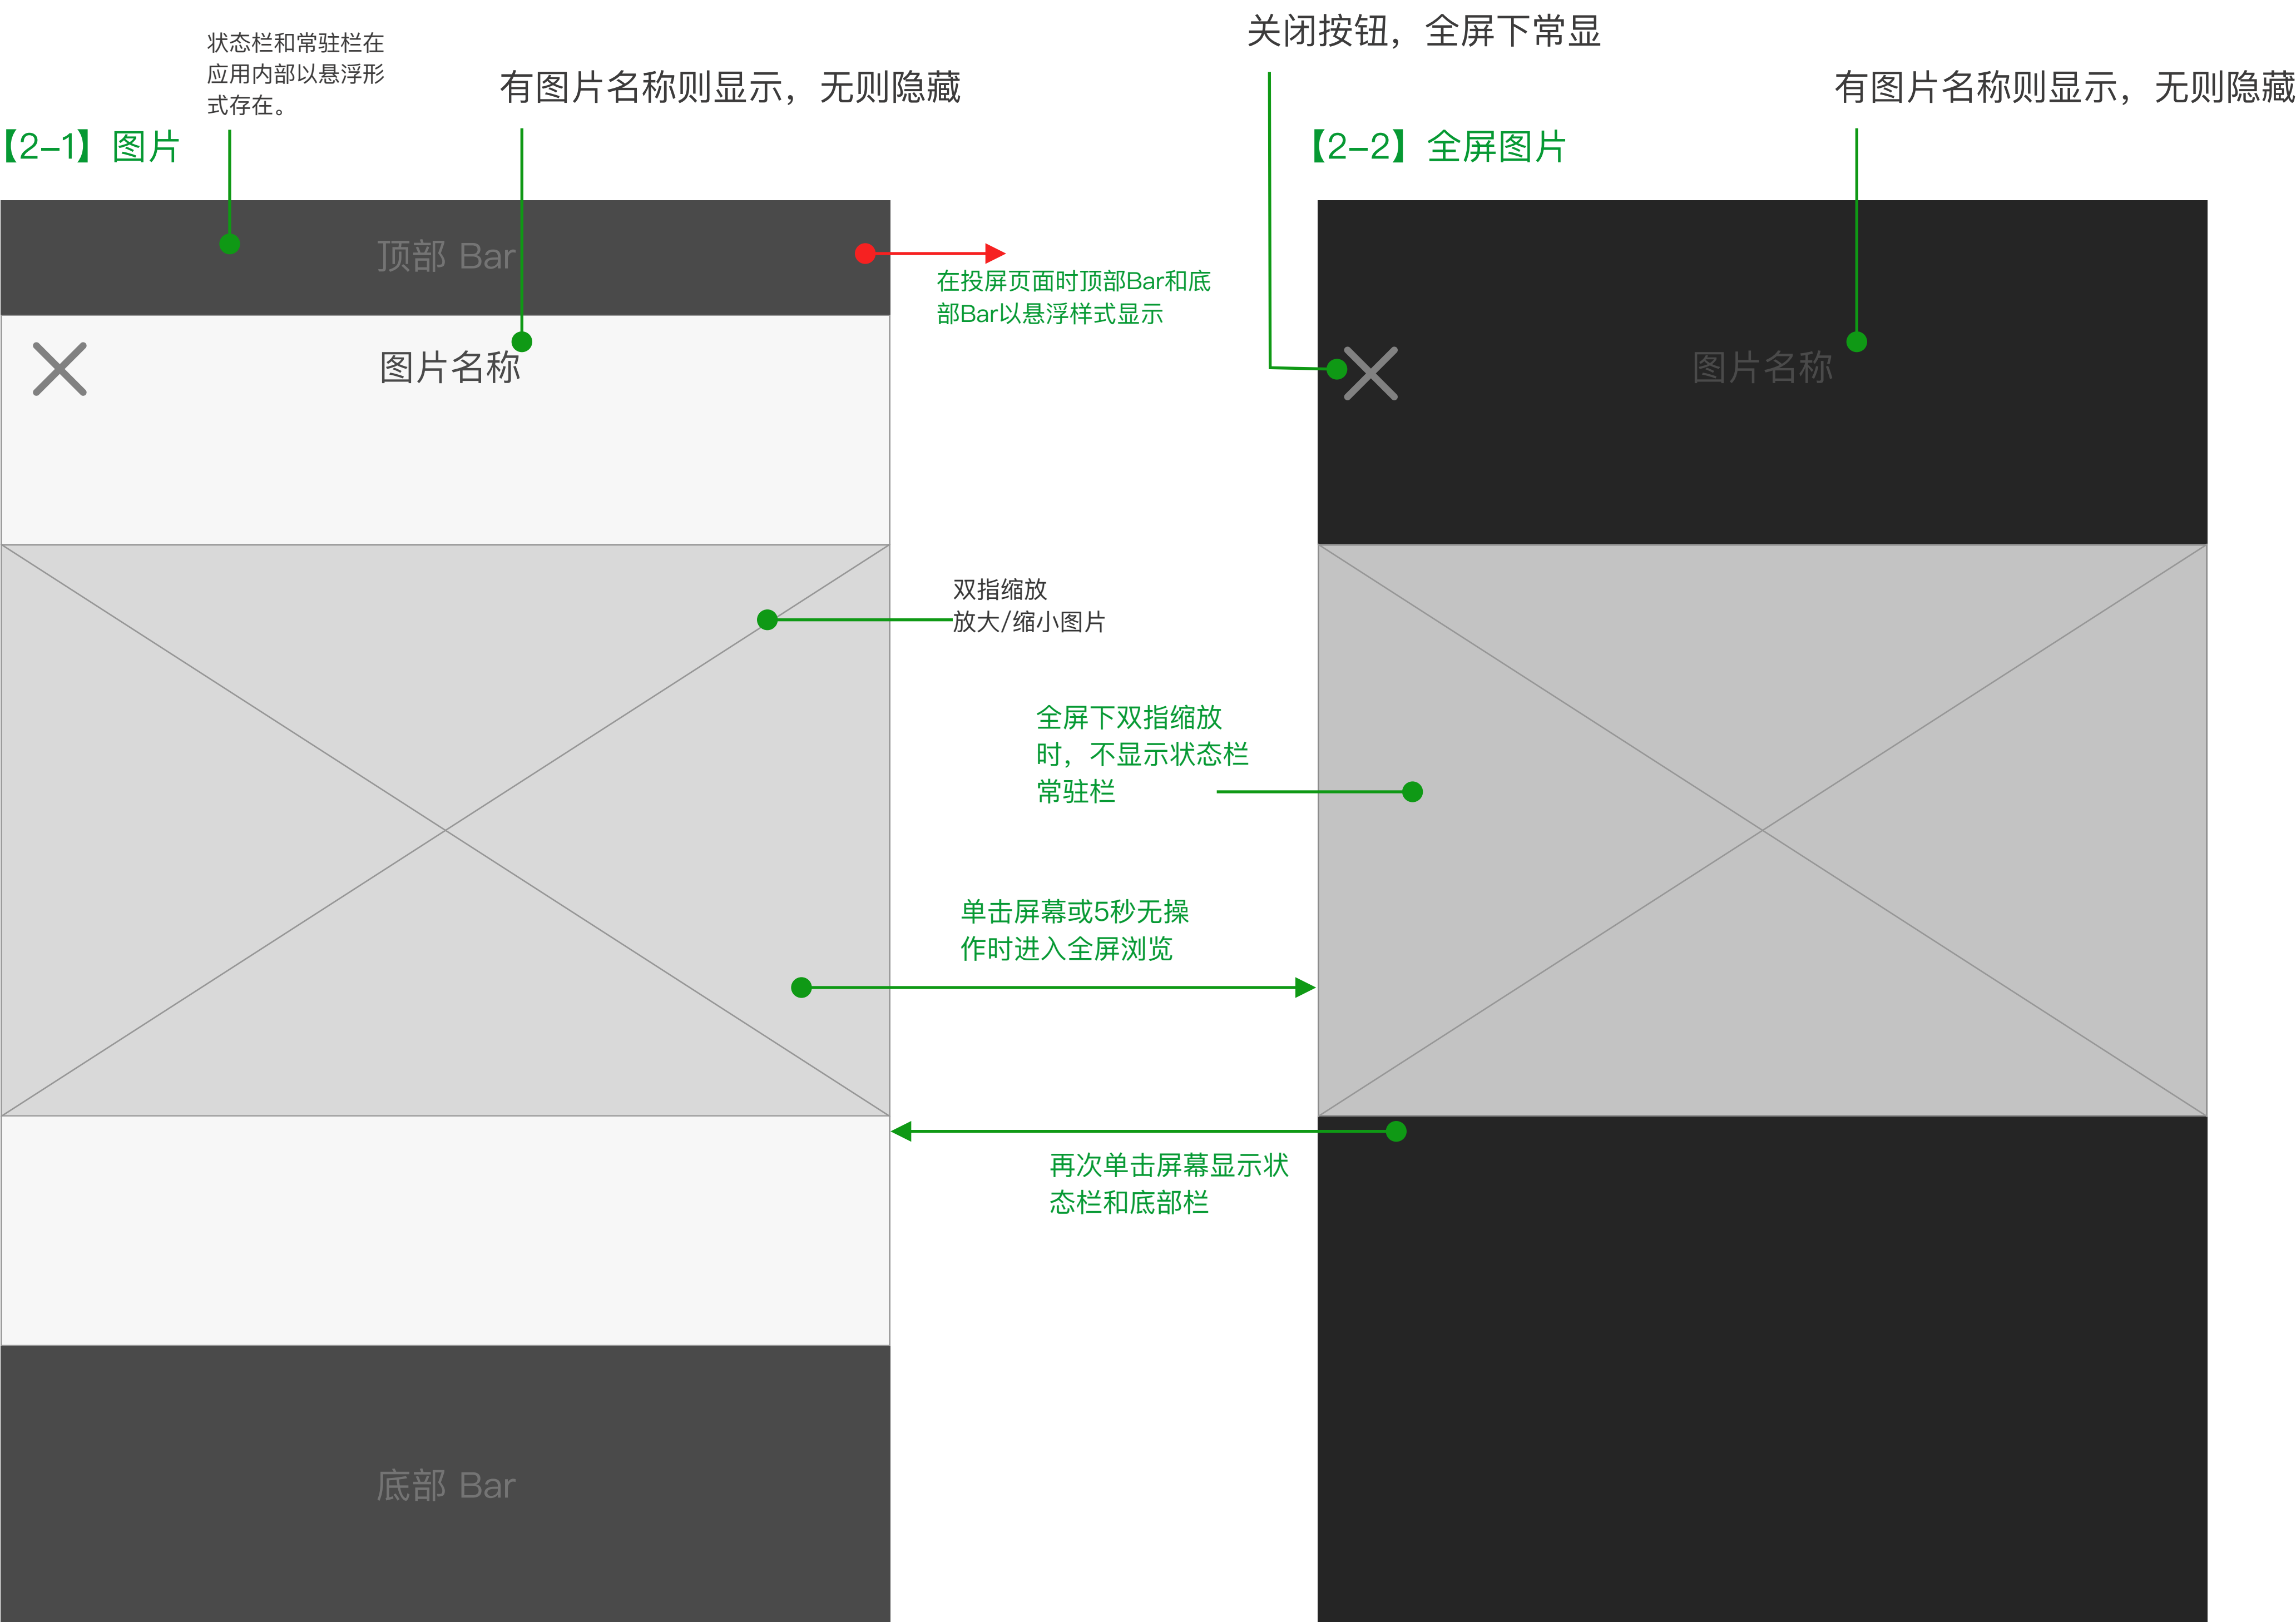 状态栏和常驻栏在
应用内部以悬浮形
式存在。
有图片名称则显示，无则隐藏
关闭按钮，全屏下常显
有图片名称则显示，无则隐藏
【2-1】图片
【2-2】全屏图片
顶部 Bar
在投屏页面时顶部Bar和底
部Bar以悬浮样式显示
图片名称
图片名称
双指缩放
放大/缩小图片
全屏下双指缩放
时，不显示状态栏
常驻栏
单击屏幕或5秒无操
作时进入全屏浏览
再次单击屏幕显示状
态栏和底部栏
底部 Bar